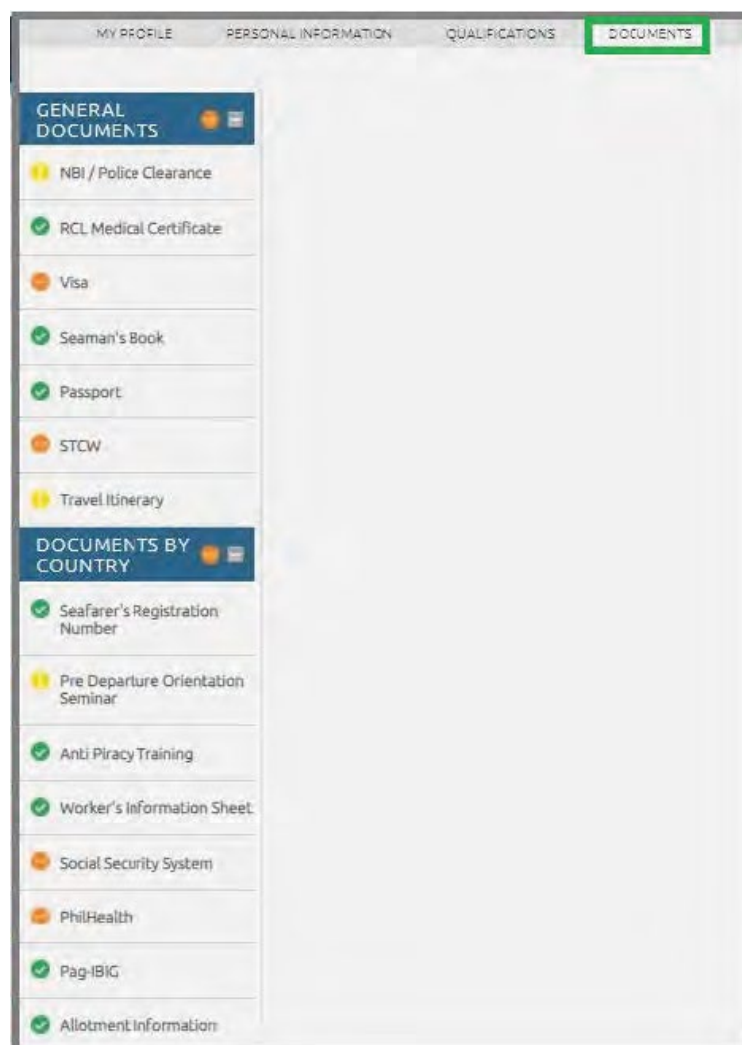 MY PROFILE PERSONAL INFORMATION QUALIFICATIONS DOCUMENTS
GENERAL
DOCUMENTS
NBI / Police Clearance
RCL Medical Certificate
Visa
Seaman's Book
Passport
STCW
Travel Itinerary
DOCUMENTS BY
COUNTRY
Seafarer's Registration
Number
Pre Departure Orientation
Seminar
Anti Piracy Training
Worker's Information Sheet
Social Security System
PhilHealth
Pag-IBIG
Allotment Information